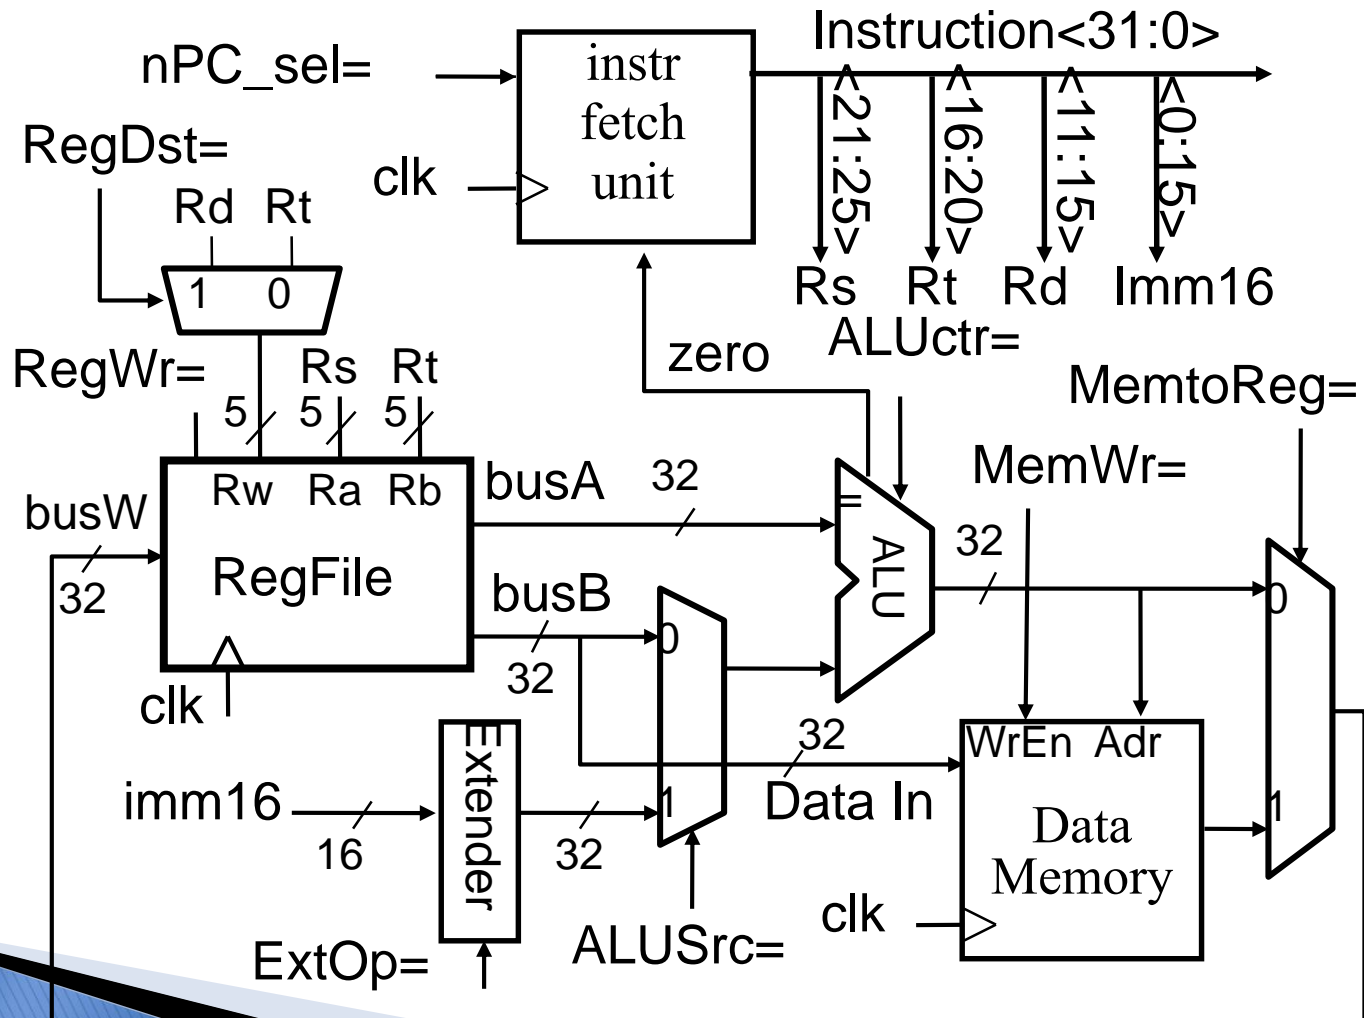 Instruction<31:0>
nPC_sel=
instr
fetch
unit
RegDst=
clk
<21:25>
<16:20>
<11:15>
<0:15>
Rd Rt
1 0
Rs Rt Rd Imm16
ALUctr=
zero
RegWr=
Rs Rt
5 5 5
MemtoReg=
MemWr=
Rw Ra Rb
busA
32
busW
32
RegFile
=
ALU
32
busB
32
0
0
clk
Extender
WrEn Adr
32
imm16
16
32
1
Data In
Data
Memory
1
clk
ExtOp=
ALUSrc=